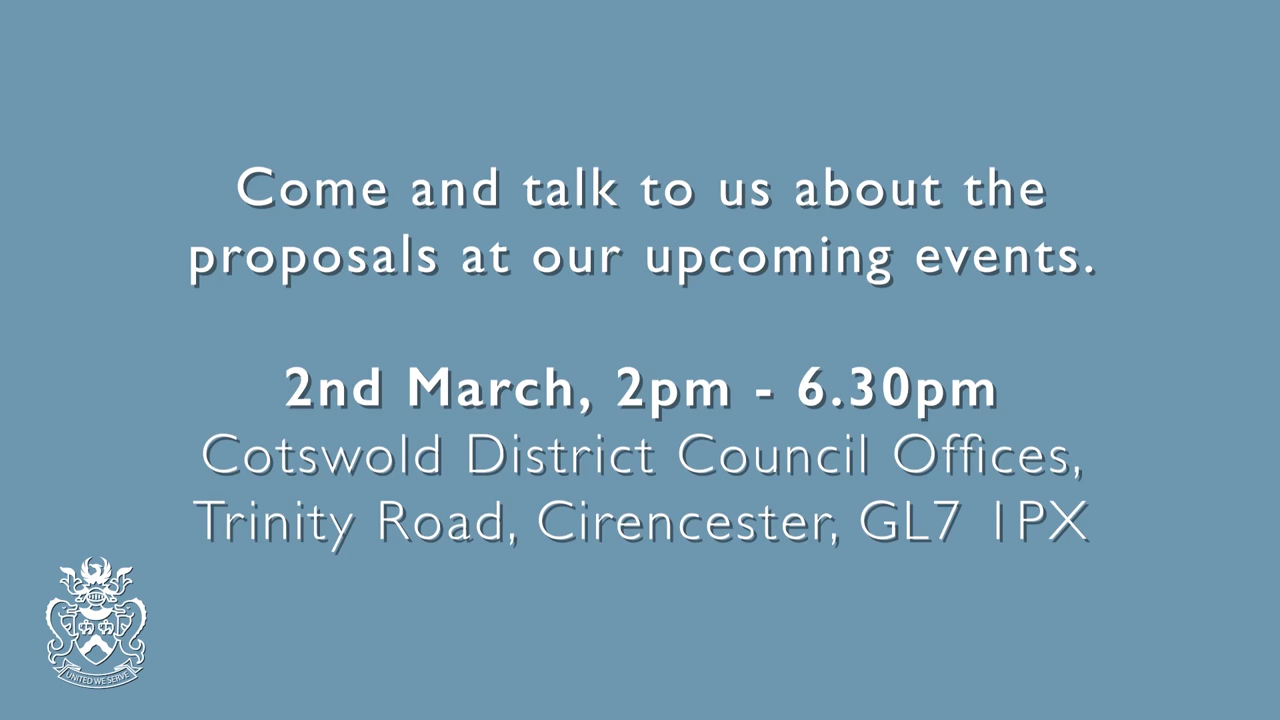 Come and talk to us about the
proposals at our upcoming events.
2nd March, 2pm - 6.30pm
Cotswold District Council Offices,
Trinity Road, Cirencester, GL7 1PX
UNITED WE SERVE